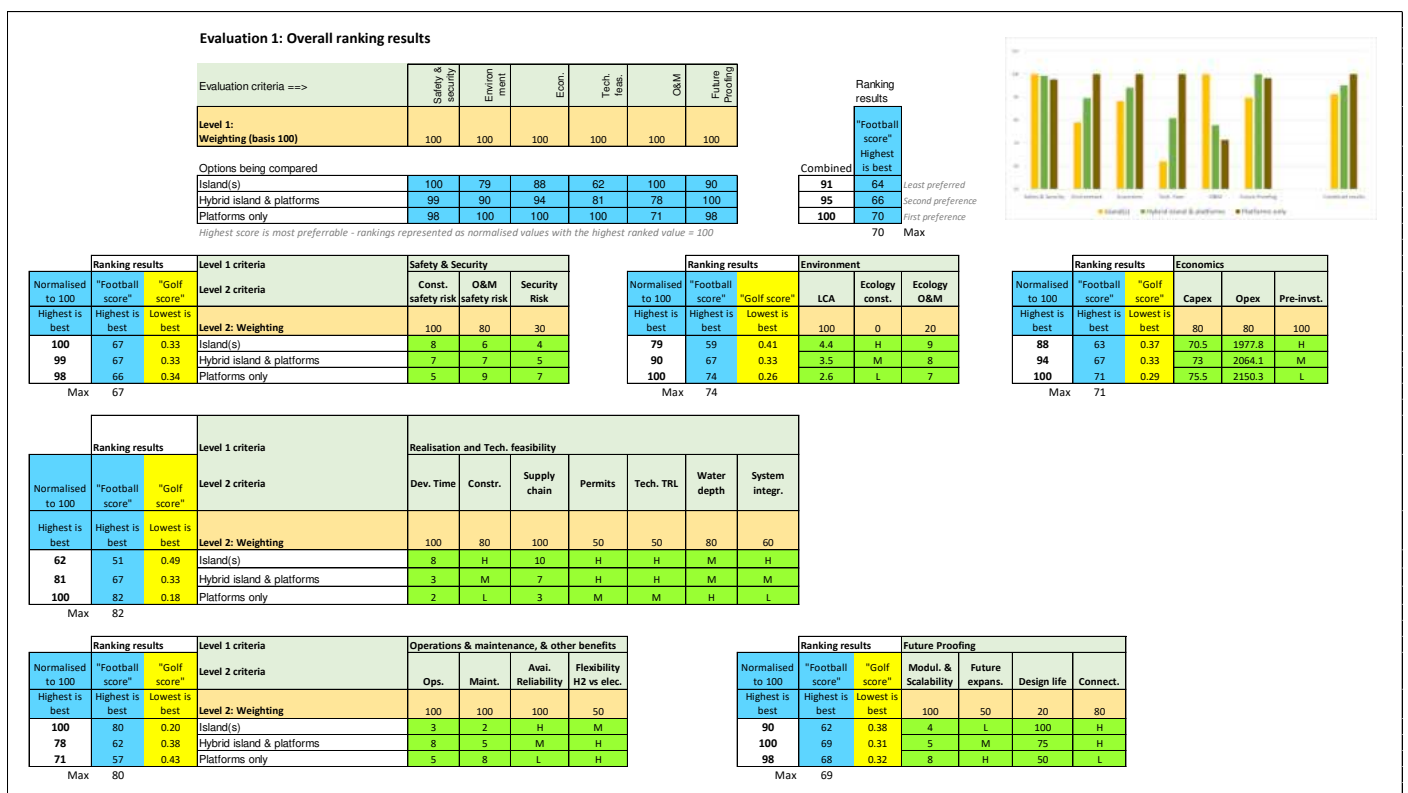 Evaluation 1: Overall ranking results
Evaluation criteria ==>
Safety & security
Environ ment
Econ.
Tech. feas.
O&M
Future Proofing
Ranking results
Level 1:
Weighting (basis 100) 100 100 100 100 100 100
"Football score" Highest is best
Options being compared
Combined
Island(s) 100 79 88 62 100 90 91 64 Least preferred
Hybrid island & platforms 99 90 94 81 78 100 95 66 Second preference
Platforms only 98 100 100 100 71 98 100 70 First preference
Highest score is most preferrable - rankings represented as normalised values with the highest ranked value = 100
70 Max
Safety & Security Environment Economics Tech. Feas. O&M Future Proofing Combined results
Island(s) Hybrid island & platforms Platforms only
Ranking results Level 1 criteria Safety & Security
Normalised to 100 "Football score" "Golf score" Level 2 criteria Const. safety risk O&M safety risk Security Risk
Highest is best Highest is best Lowest is best Level 2: Weighting 100 80 30
100 67 0.33 Island(s) 8 6 4
99 67 0.33 Hybrid island & platforms 7 7 5
98 66 0.34 Platforms only 5 9 7
Max 67
Ranking results Environment
Normalised to 100 "Football score" "Golf score" LCA Ecology const. Ecology O&M
Highest is best Highest is best Lowest is best 100 0 20
79 59 0.41 4.4 H 9
90 67 0.33 3.5 M 8
100 74 0.26 2.6 L 7
Max 74
Ranking results Economics
Normalised to 100 "Football score" "Golf score" Capex Opex Pre-invst.
Highest is best Highest is best Lowest is best 80 80 100
88 63 0.37 70.5 1977.8 H
94 67 0.33 73 2064.1 M
100 71 0.29 75.5 2150.3 L
Max 71
Ranking results Level 1 criteria Realisation and Tech. feasibility
Normalised to 100 "Football score" "Golf score" Level 2 criteria Dev. Time Constr. Supply chain Permits Tech. TRL Water depth System integr.
Highest is best Highest is best Lowest is best Level 2: Weighting 100 80 100 50 50 80 60
62 51 0.49 Island(s) 8 H 10 H H M H
81 67 0.33 Hybrid island & platforms 3 M 7 H H M M
100 82 0.18 Platforms only 2 L 3 M M H L
Max 82
Ranking results Level 1 criteria Operations & maintenance, & other benefits
Normalised to 100 "Football score" "Golf score" Level 2 criteria Ops. Maint. Avai. Reliability Flexibility H2 vs elec.
Highest is best Highest is best Lowest is best Level 2: Weighting 100 100 100 50
100 80 0.20 Island(s) 3 2 H M
78 62 0.38 Hybrid island & platforms 8 5 M H
71 57 0.43 Platforms only 5 8 L H
Max 80
Ranking results Future Proofing
Normalised to 100 "Football score" "Golf score" Modul. & Scalability Future expans. Design life Connect.
Highest is best Highest is best Lowest is best 100 50 20 80
90 62 0.38 4 L 100 H
100 69 0.31 5 M 75 H
98 68 0.32 8 H 50 L
Max 69